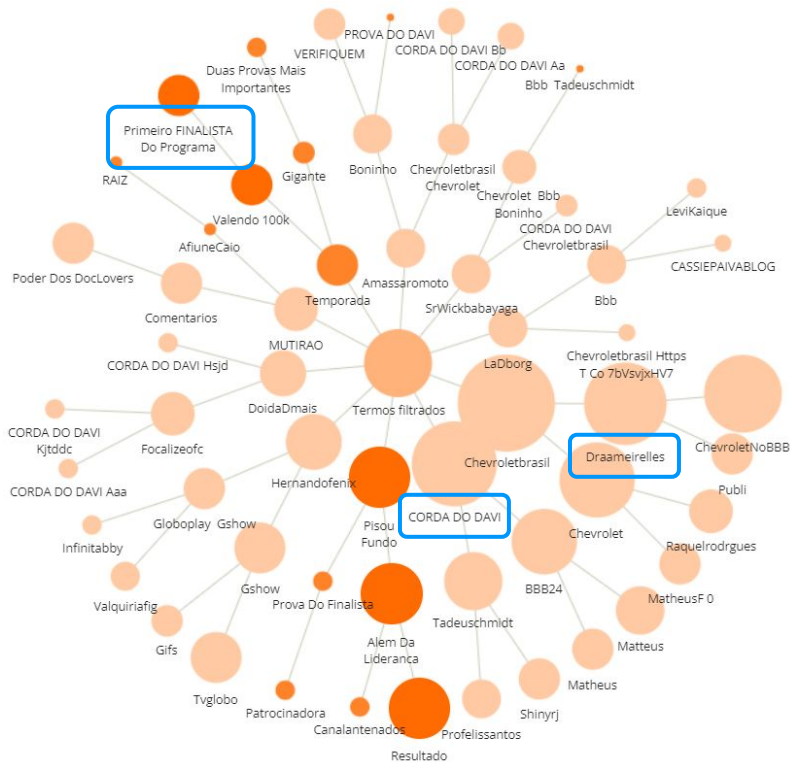 VERIFIQUEM
PROVA DO DAVI
CORDA DO DAVI Bb
CORDA DO DAVI Aa
Duas Provas Mais
Importantes
Bbb Tadeuschmidt
Primeiro FINALISTA
Do Programa
RAIZ
Gigante
Boninho
Chevroletbrasil
Chevrolet
Chevrolet Bbb
Boninho
Valendo 100k
CORDA DO DAVI
Chevroletbrasil
LeviKaique
AfiuneCaio
CASSIEPAIVABLOG
Poder Dos DocLovers
Temporada
Amassaromoto
SrWickbabayaga
Bbb
Comentarios
MUTIRAO
LaDborg
Chevroletbrasil Https
T Co 7bVsvjxHV7
CORDA DO DAVI Hsjd
DoidaDmais
Termos filtrados
CORDA DO DAVI
Kjtddc
Focalizeofc
Chevroletbrasil
Draameirelles
ChevroletNoBBB
CORDA DO DAVI Aaa
Hernandofenix
Publi
CORDA DO DAVI
Globoplay Gshow
Pisou
Fundo
Chevrolet
Infinitabby
Raquelrodrgues
Valquiriafig
Gshow
Prova Do Finalista
BBB24
MatheusF 0
Gifs
Alem Da
Lideranca
Tadeuschmidt
Matteus
Matheus
Tvglobo
Patrocinadora
Canalantenados
Profelissantos
Shinyrj
Resultado